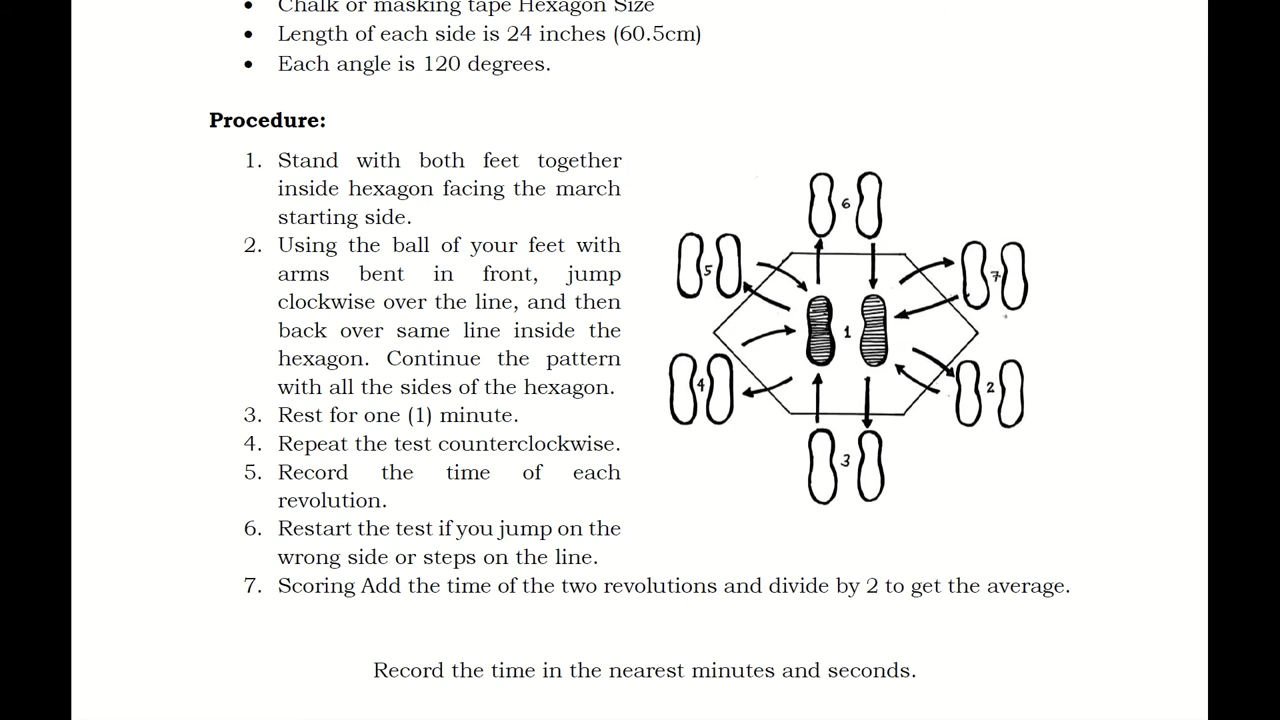 • Chalk or masking tape Hexagon Size
• Length of each side is 24 inches (60.5cm)
• Each angle is 120 degrees.
Procedure:
1. Stand with both feet together
inside hexagon facing the march
starting side.
2. Using the ball of your feet with
arms bent in front, jump
clockwise over the line, and then
back over same line inside the
hexagon. Continue the pattern
with all the sides of the hexagon.
3. Rest for one (1) minute.
4. Repeat the test counterclockwise.
5. Record the time of each
revolution.
6. Restart the test if you jump on the
wrong side or steps on the line.
7. Scoring Add the time of the two revolutions and divide by 2 to get the average.
6
5
7
1
4
2
3
Record the time in the nearest minutes and seconds.